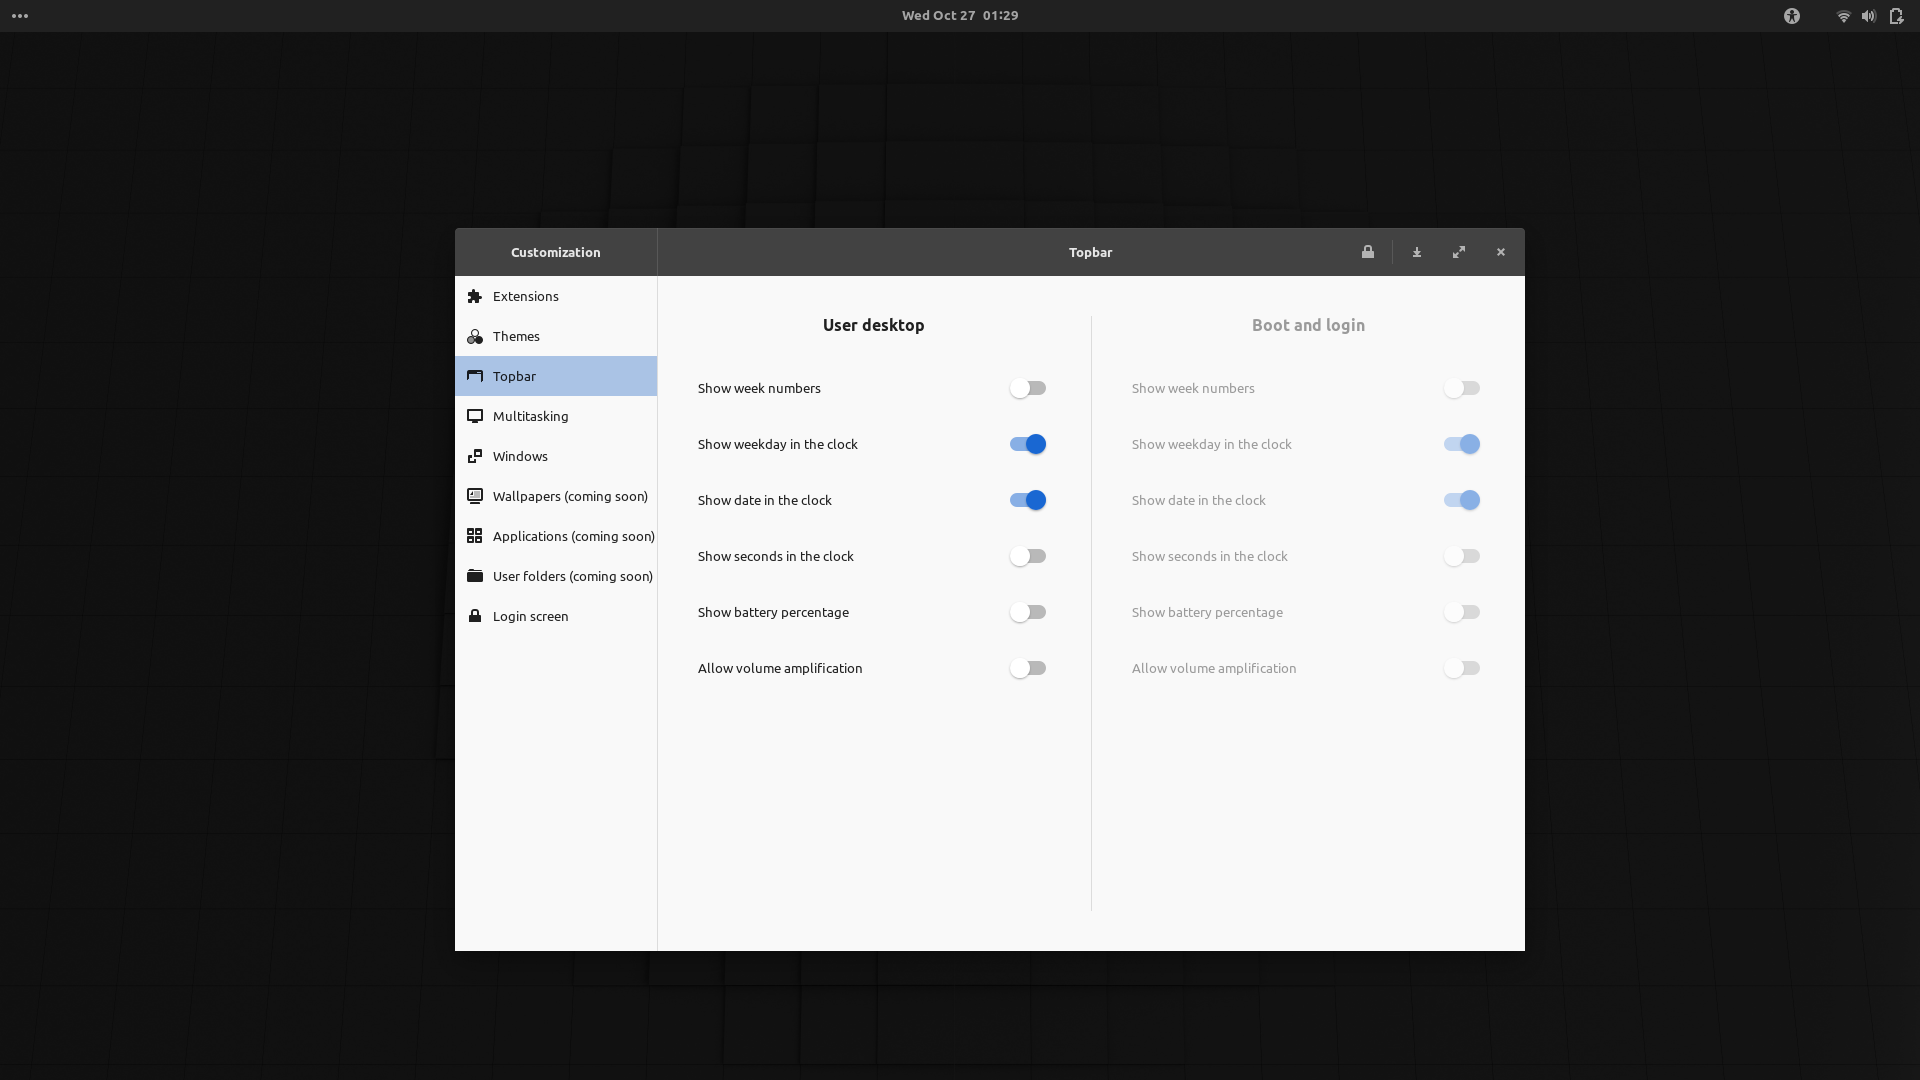 Wed Oct 27 01:29
Customization
Topbar
Extensions
Themes
Topbar
Multitasking
Windows
Wallpapers (coming soon)
Applications (coming soon)
User folders (coming soon)
Login screen
User desktop
Show week numbers
Show weekday in the clock
Show date in the clock
Show seconds in the clock
Show battery percentage
Allow volume amplification
Boot and login
Show week numbers
Show weekday in the clock
Show date in the clock
Show seconds in the clock
Show battery percentage
Allow volume amplification